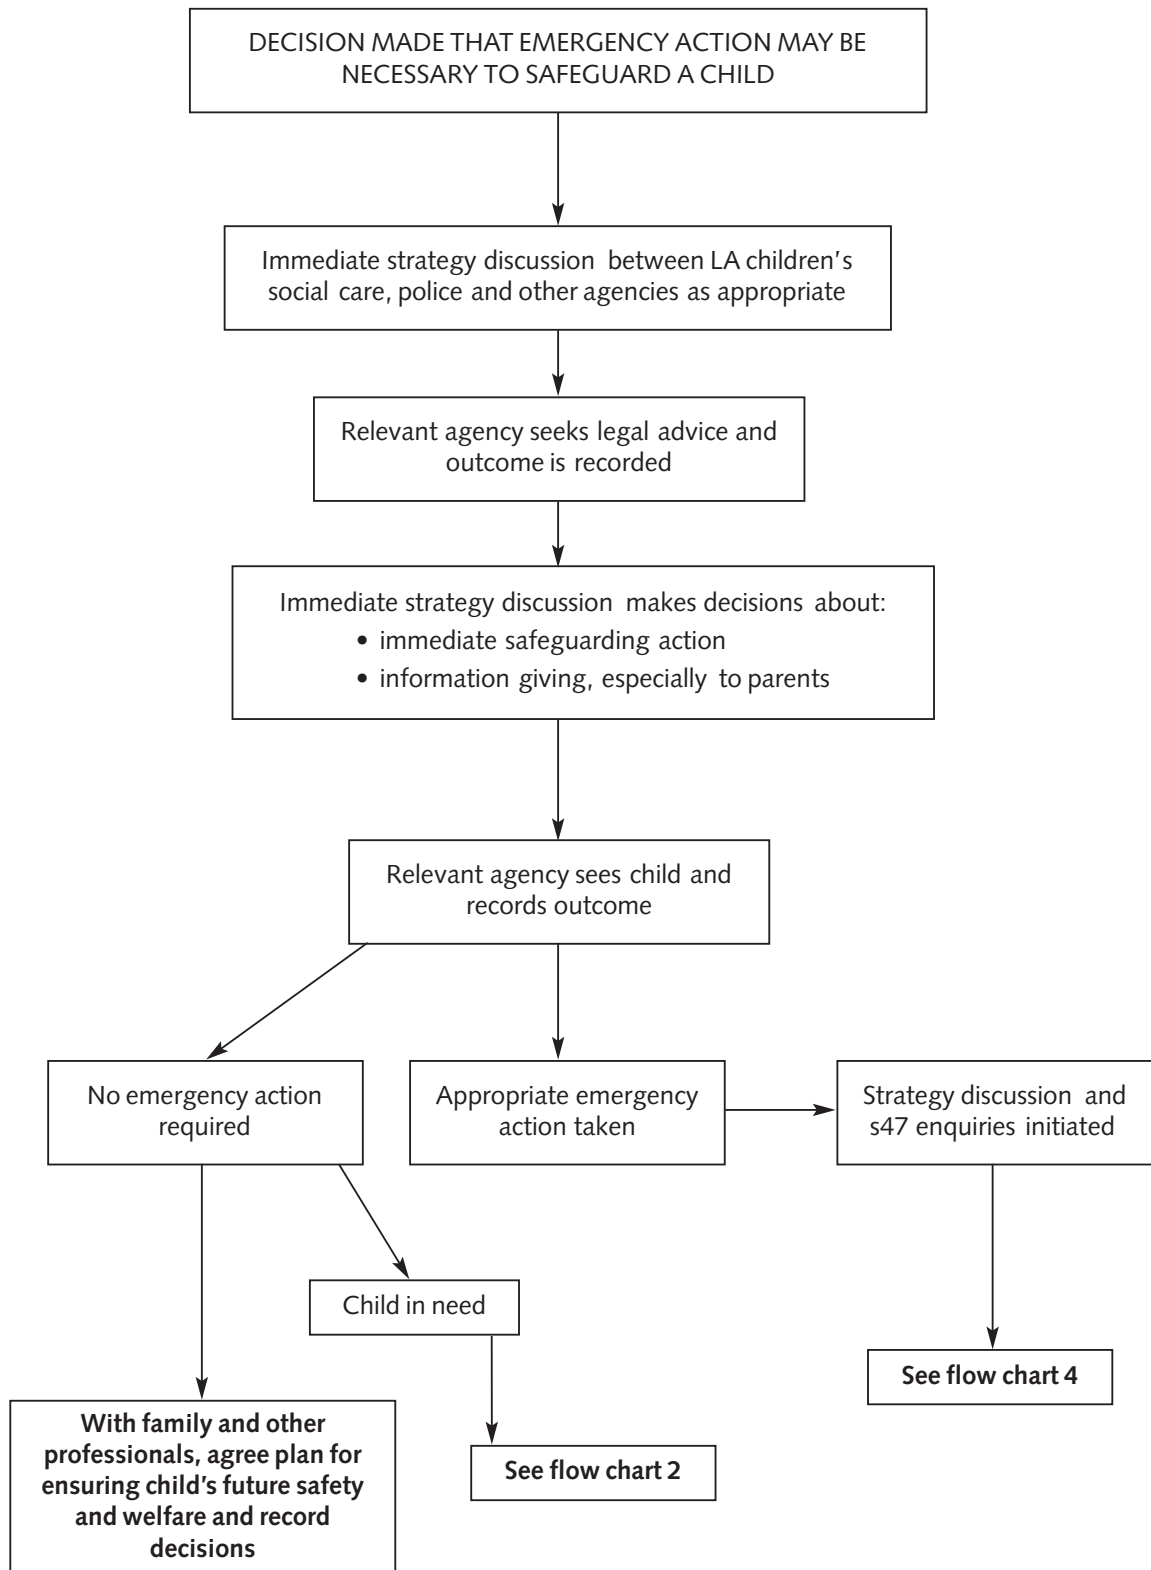 DECISION MADE THAT EMERGENCY ACTION MAY BE
NECESSARY TO SAFEGUARD A CHILD
Immediate strategy discussion between LA children's
social care, police and other agencies as appropriate
Relevant agency seeks legal advice and
outcome is recorded
Immediate strategy discussion makes decisions about:
• immediate safeguarding action
• information giving, especially to parents
Relevant agency sees child and
records outcome
No emergency action
required
Appropriate emergency
action taken
Strategy discussion and
s47 enquiries initiated
Child in need
See flow chart 4
With family and other
professionals, agree plan for
ensuring child's future safety
and welfare and record
decisions
See flow chart 2